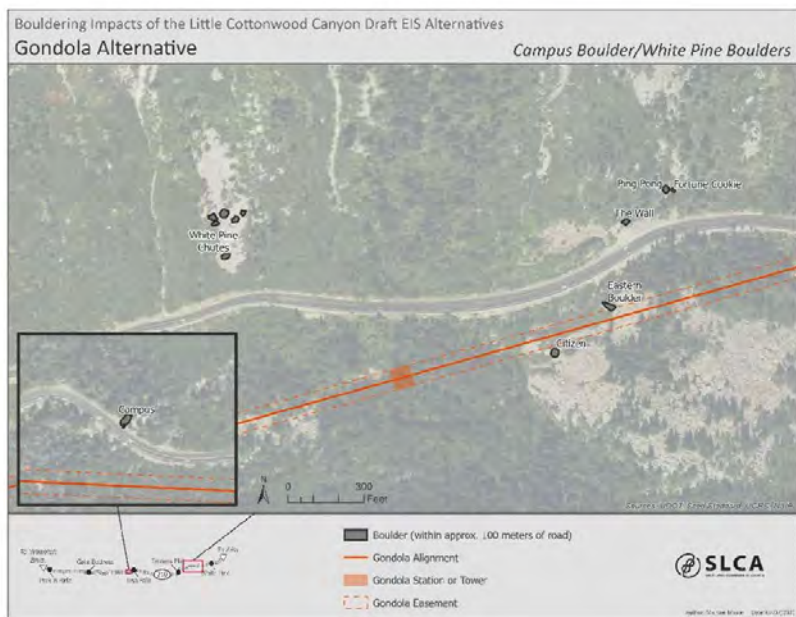 Bouldering Impacts of the Little Cottonwood Canyon Draft EIS Alternatives
Gondola Alternative
Campus Boulder/White Pine Boulders
Ping Pong
Fortune Cookie
The Wall
White Pine
Chutes
Eastern
Boulder
Citizen
Campus
N
0
300
Feet
Boulder (within approx. 100 meters of road)
Gondola Alignment
Gondola Station or Tower
Gondola Easement
SLCA